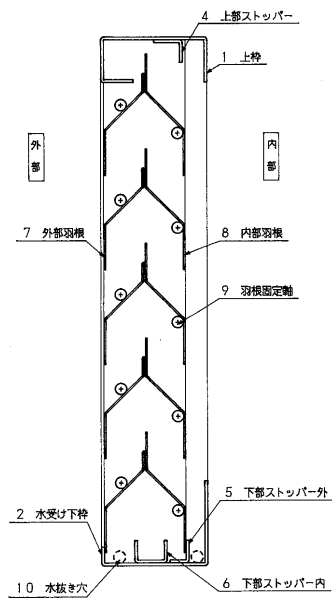 4 上部ストッパー
1 上枠
外部
内部
7 外部羽根
8 内部羽根
9 羽根固定軸
5 下部ストッパー外
2 水受け下枠
6 下部ストッパー内
10 水抜き穴